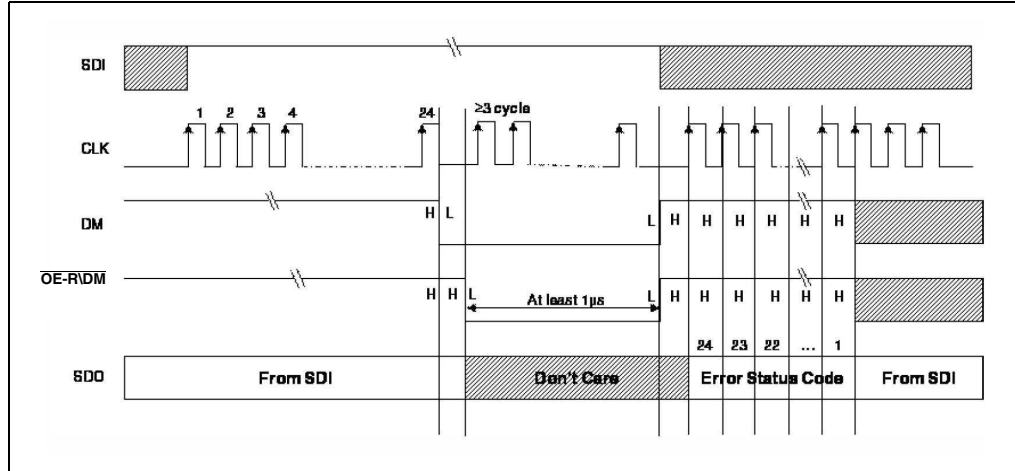 SDI
1 2 3 4 24 ≥3 cycle
CLK
H L L H H H H H H
DM
OE-R\DM
H H L At least 1µs L H H H H H H
24 23 22 ... 1
SDO From SDI Don't Care Error Status Code From SDI